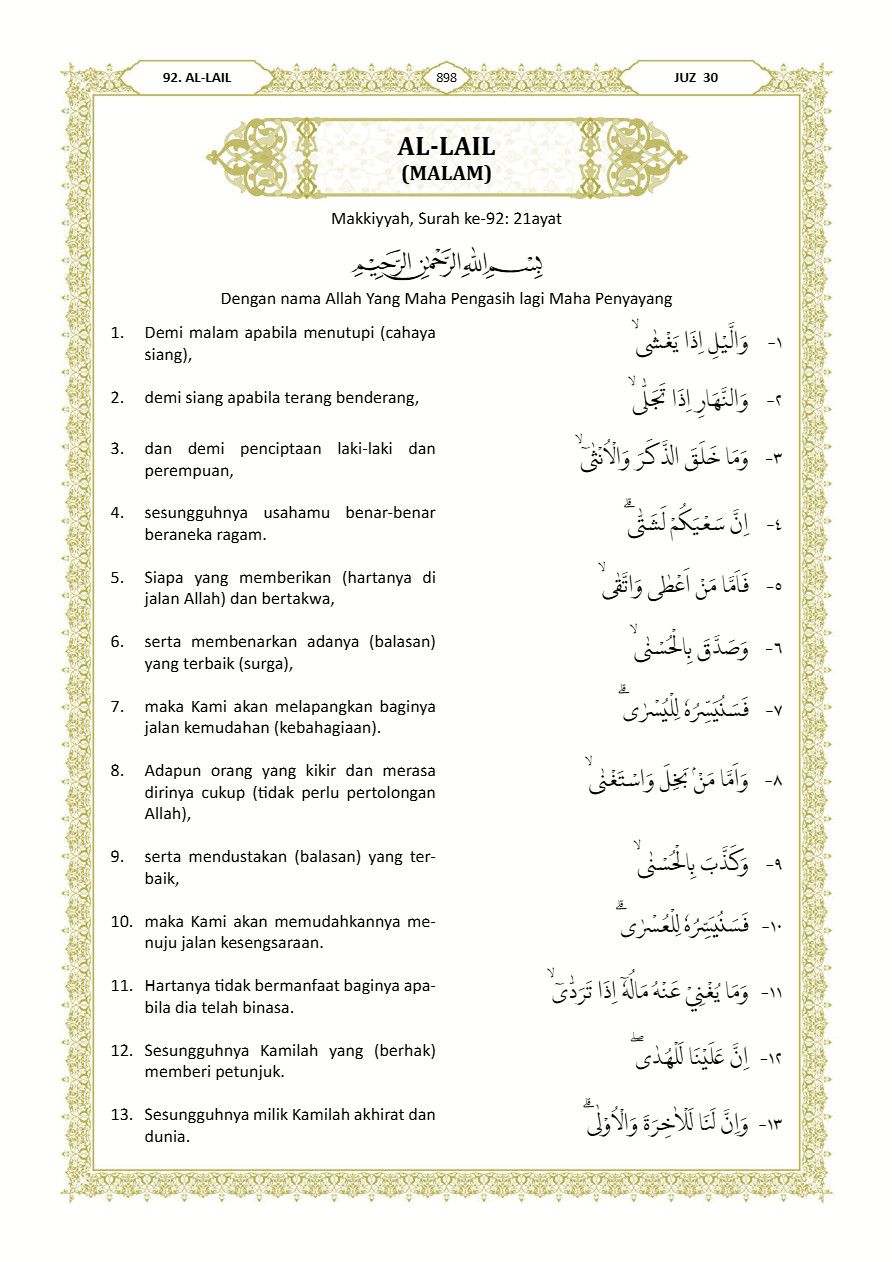 92. AL-LAIL
898
JUZ 30
AL-LAIL
(MALAM)
Makkiyyah, Surah ke-92: 21ayat
بِسْمِ اللّٰهِ الرَّحْمٰنِ الرَّحِيْمِ
Dengan nama Allah Yang Maha Pengasih lagi Maha Penyayang
1. Demi malam apabila menutupi (cahaya
siang),
١- وَالَّيْلِ اِذَا يَغْشٰىۙ
2. demi siang apabila terang benderang,
٢- وَالنَّهَارِ اِذَا تَجَلّٰىۙ
3. dan demi penciptaan laki-laki dan
perempuan,
٣- وَمَا خَلَقَ الذَّكَرَ وَالْاُنْثٰىٓۙ
4. sesungguhnya usahamu benar-benar
beraneka ragam.
٤- اِنَّ سَعْيَكُمْ لَشَتّٰىۗ
5. Siapa yang memberikan (hartanya di
jalan Allah) dan bertakwa,
٥- فَاَمَّا مَنْ اَعْطٰى وَاتَّقٰىۙ
6. serta membenarkan adanya (balasan)
yang terbaik (surga),
٦- وَصَدَّقَ بِالْحُسْنٰىۙ
7. maka Kami akan melapangkan baginya
jalan kemudahan (kebahagiaan).
٧- فَسَنُيَسِّرُهٗ لِلْيُسْرٰىۗ
8. Adapun orang yang kikir dan merasa
dirinya cukup (tidak perlu pertolongan
Allah),
٨- وَاَمَّا مَنْۢ بَخِلَ وَاسْتَغْنٰىۙ
9. serta mendustakan (balasan) yang ter-
baik,
٩- وَكَذَّبَ بِالْحُسْنٰىۙ
10. maka Kami akan memudahkannya me-
nuju jalan kesengsaraan.
١٠- فَسَنُيَسِّرُهٗ لِلْعُسْرٰىۗ
11. Hartanya tidak bermanfaat baginya apa-
bila dia telah binasa.
١١- وَمَا يُغْنِيْ عَنْهُ مَالُهٗٓ اِذَا تَرَدّٰىٓۙ
12. Sesungguhnya Kamilah yang (berhak)
memberi petunjuk.
١٢- اِنَّ عَلَيْنَا لَلْهُدٰىۖ
13. Sesungguhnya milik Kamilah akhirat dan
dunia.
١٣- وَاِنَّ لَنَا لَلْاٰخِرَةَ وَالْاُوْلٰىۗ